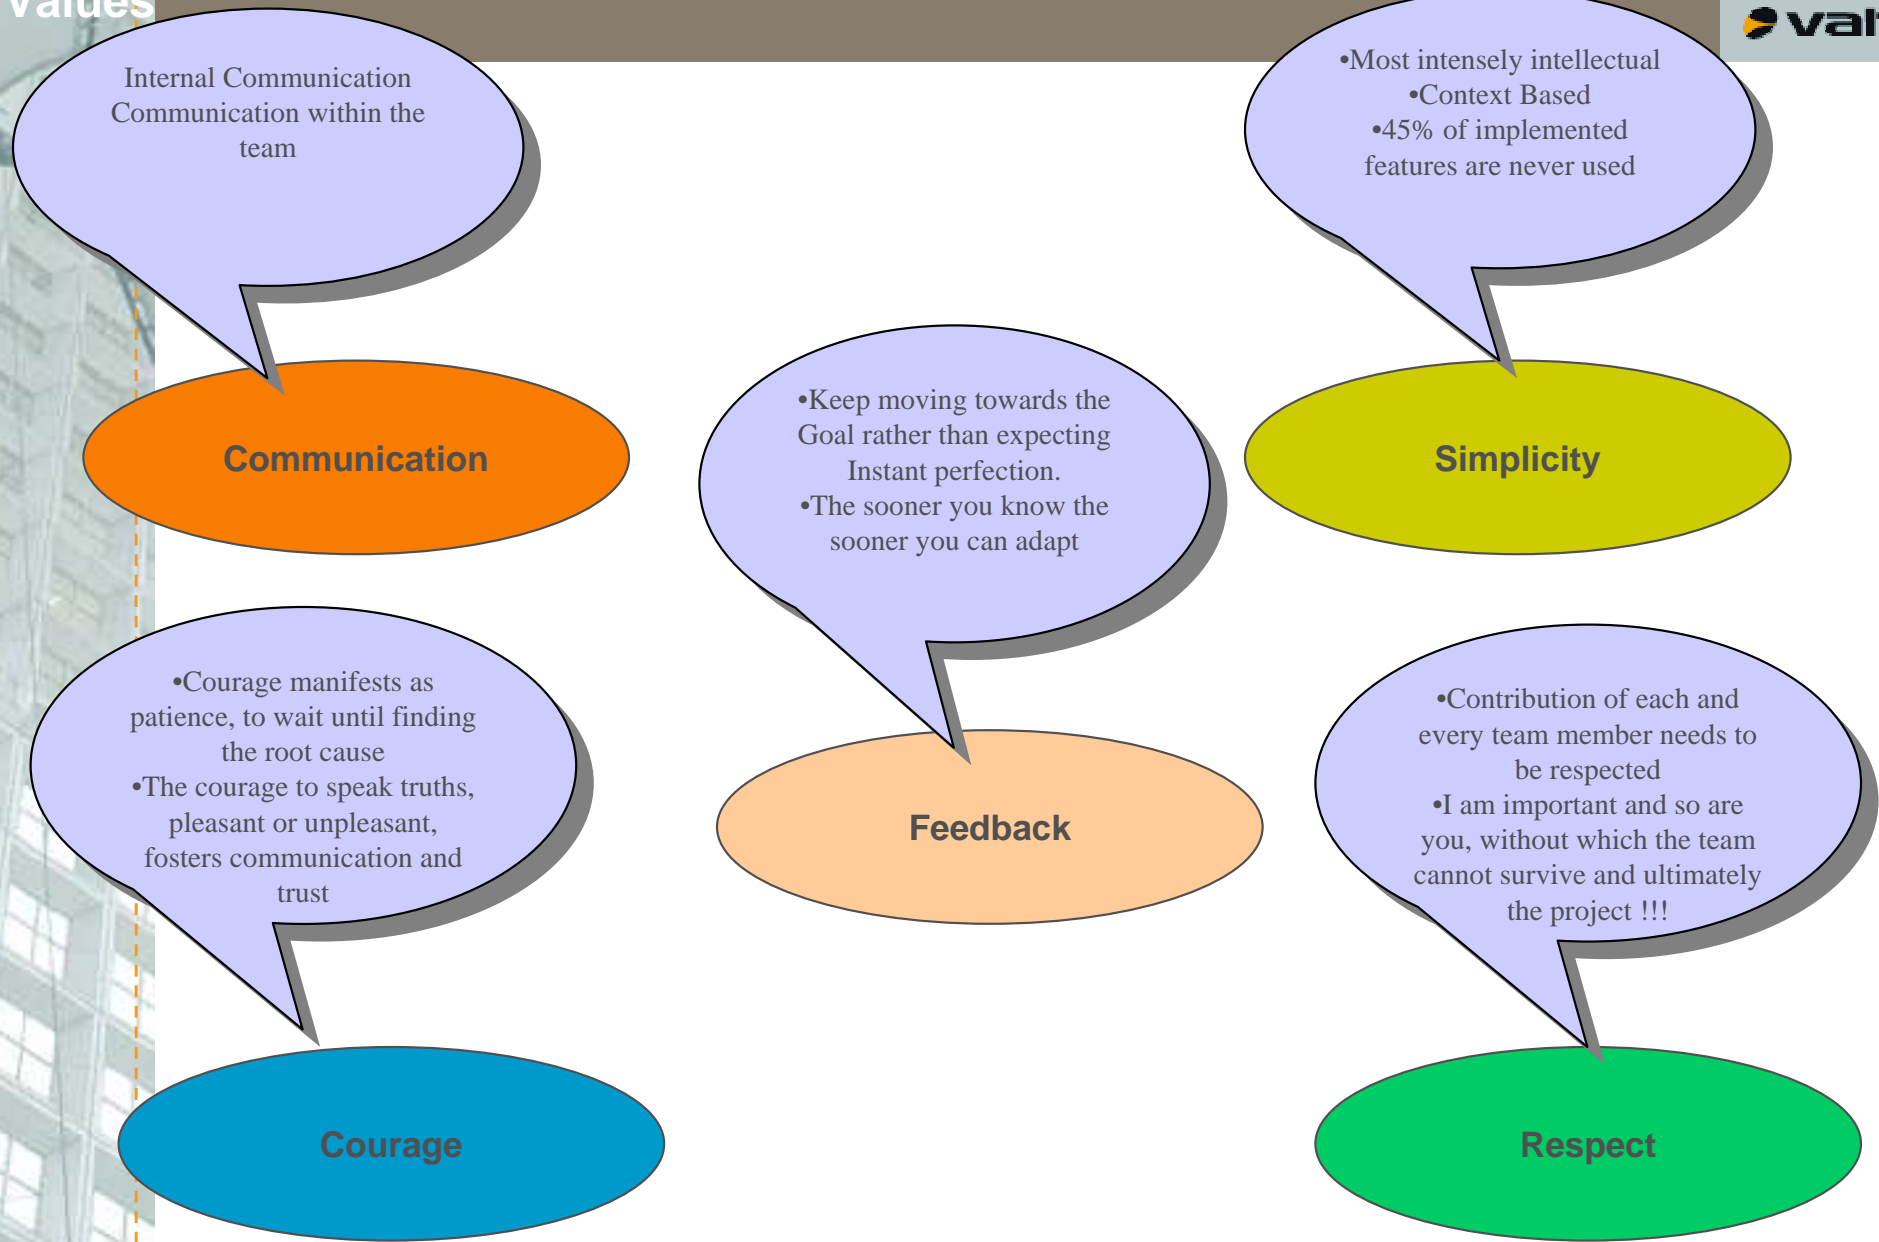 Values
Internal Communication
Communication within the
team
•Most intensely intellectual
•Context Based
•45% of implemented
features are never used
Communication
•Keep moving towards the
Goal rather than expecting
Instant perfection.
•The sooner you know the
sooner you can adapt
Simplicity
•Courage manifests as
patience, to wait until finding
the root cause
•The courage to speak truths,
pleasant or unpleasant,
fosters communication and
trust
Feedback
•Contribution of each and
every team member needs to
be respected
•I am important and so are
you, without which the team
cannot survive and ultimately
the project !!!
Courage
Respect